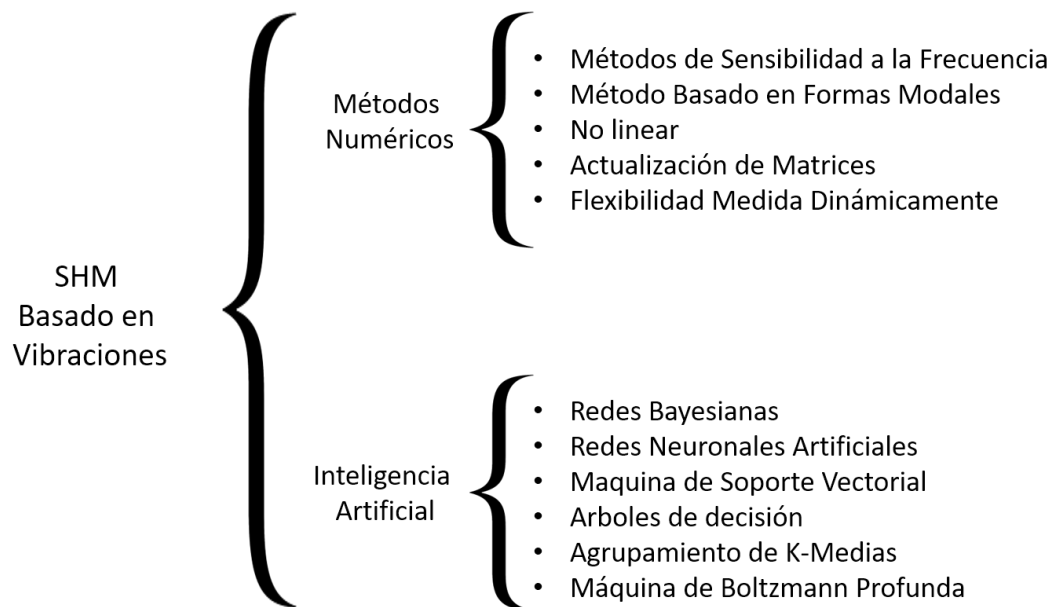 SHM
Basado en
Vibraciones
Métodos
Numéricos
• Métodos de Sensibilidad a la Frecuencia
• Método Basado en Formas Modales
• No linear
• Actualización de Matrices
• Flexibilidad Medida Dinámicamente
Inteligencia
Artificial
• Redes Bayesianas
• Redes Neuronales Artificiales
• Maquina de Soporte Vectorial
• Arboles de decisión
• Agrupamiento de K-Medias
• Máquina de Boltzmann Profunda